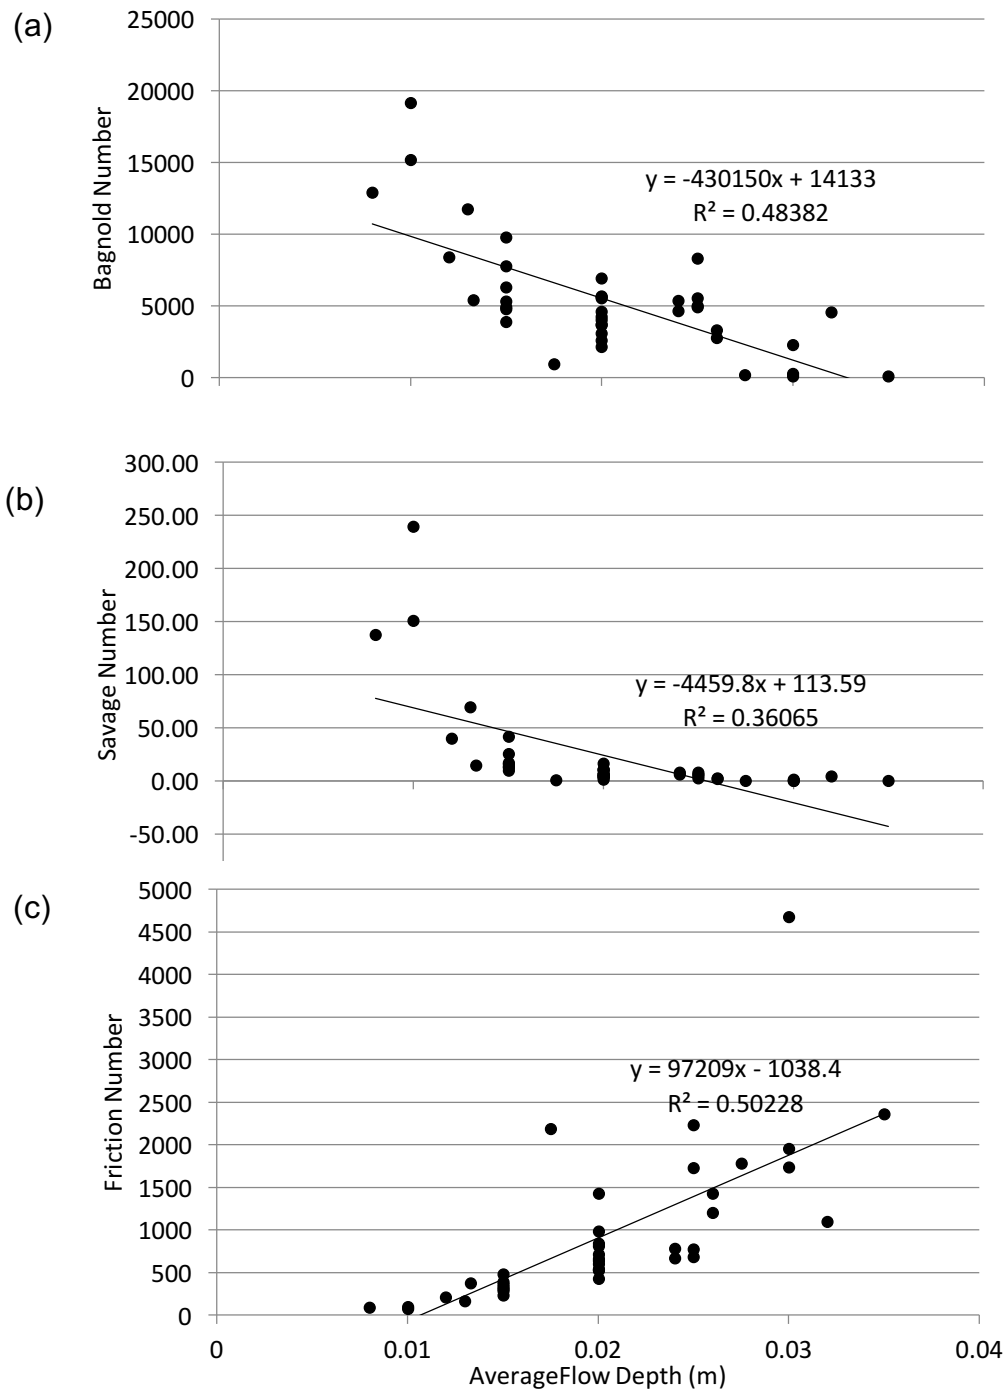 (a)
25000
20000
15000
10000
5000
0
Bagnold Number
y = -430150x + 14133
R² = 0.48382
(b)
300.00
250.00
200.00
150.00
100.00
50.00
0.00
-50.00
Savage Number
y = -4459.8x + 113.59
R² = 0.36065
(c)
5000
4500
4000
3500
3000
2500
2000
1500
1000
500
0
Friction Number
y = 97209x - 1038.4
R² = 0.50228
0 0.01 0.02 0.03 0.04
AverageFlow Depth (m)